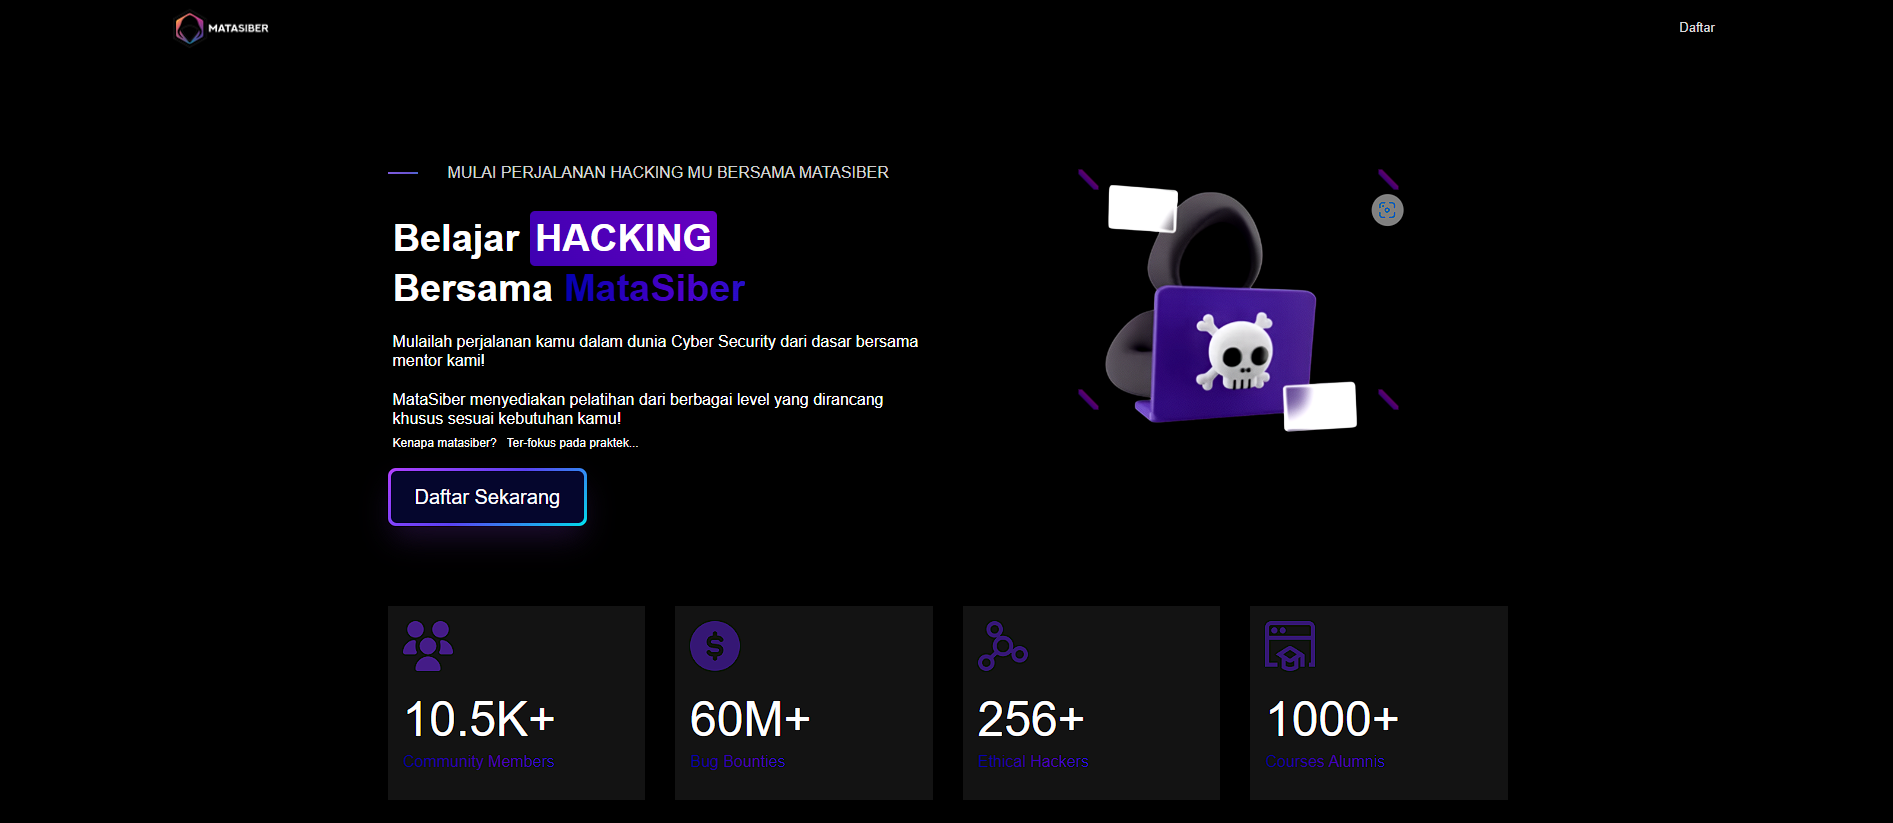 MATASIBER
Daftar
MULAI PERJALANAN HACKING MU BERSAMA MATASIBER
Belajar HACKING
Bersama MataSiber
Mulailah perjalanan kamu dalam dunia Cyber Security dari dasar bersama
mentor kami!
MataSiber menyediakan pelatihan dari berbagai level yang dirancang
khusus sesuai kebutuhan kamu!
Kenapa matasiber? Ter-fokus pada praktek...
Daftar Sekarang
10.5K+
Community Members
60M+
Bug Bounties
256+
Ethical Hackers
1000+
Courses Alumnis